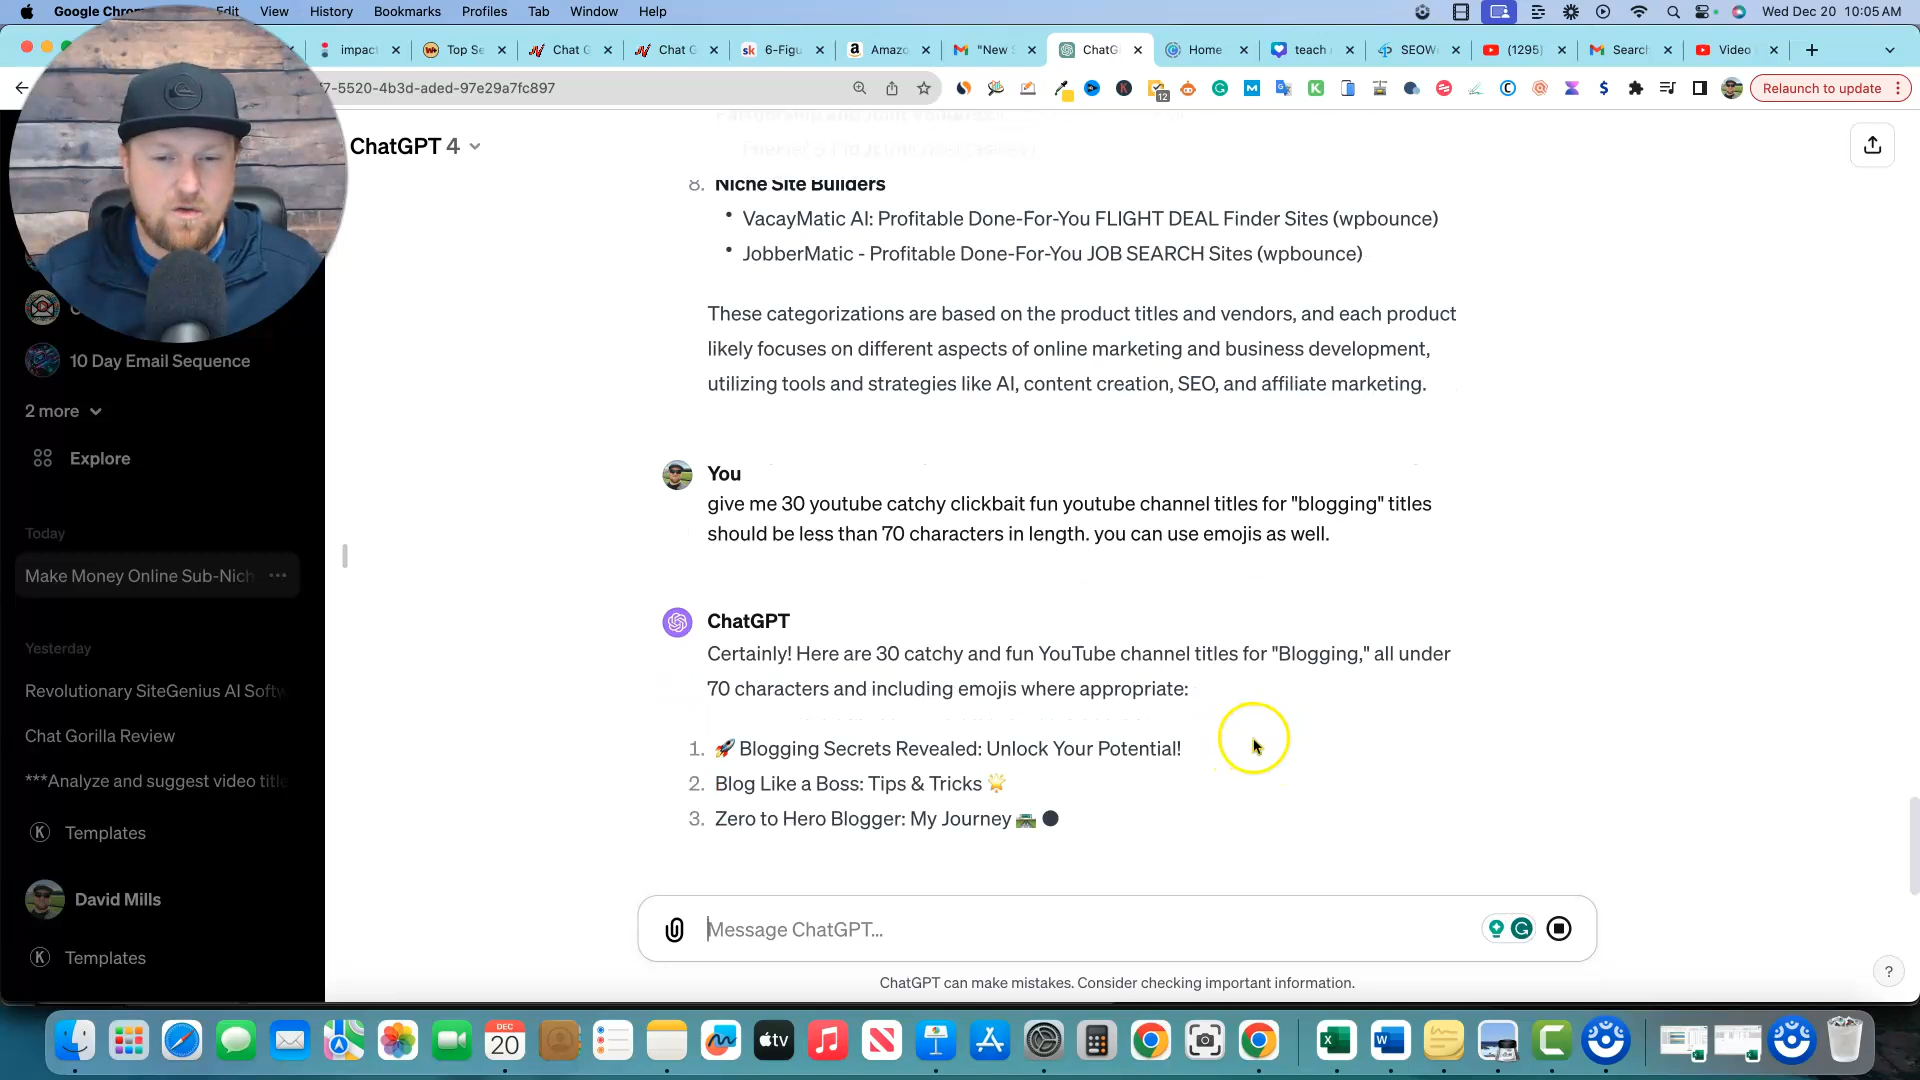 Google Chrom
Edit
View
History
Bookmarks
Profiles
Tab
Window
Help
Wed Dec 20 10:05 AM
impact
Top Se
Chat G
Chat G
6-Figu
Amazo
"New S
ChatG
Home
teach
SEOW
(1295)
Search
Video
7-5520-4b3d-aded-97e29a7fc897
12
Relaunch to update
ChatGPT 4
8. Niche Site Builders
• VacayMatic AI: Profitable Done-For-You FLIGHT DEAL Finder Sites (wpbounce)
• JobberMatic - Profitable Done-For-You JOB SEARCH Sites (wpbounce)
These categorizations are based on the product titles and vendors, and each product
likely focuses on different aspects of online marketing and business development,
utilizing tools and strategies like AI, content creation, SEO, and affiliate marketing.
You
give me 30 youtube catchy clickbait fun youtube channel titles for "blogging" titles
should be less than 70 characters in length. you can use emojis as well.
ChatGPT
Certainly! Here are 30 catchy and fun YouTube channel titles for "Blogging," all under
70 characters and including emojis where appropriate:
1. 🚀 Blogging Secrets Revealed: Unlock Your Potential!
2. Blog Like a Boss: Tips & Tricks 🌟
3. Zero to Hero Blogger: My Journey 🛣️
Message ChatGPT...
ChatGPT can make mistakes. Consider checking important information.
?
10 Day Email Sequence
2 more
Explore
Today
Make Money Online Sub-Nich
Yesterday
Revolutionary SiteGenius AI Softw
Chat Gorilla Review
***Analyze and suggest video title
Templates
David Mills
Templates
DEC
20
tv